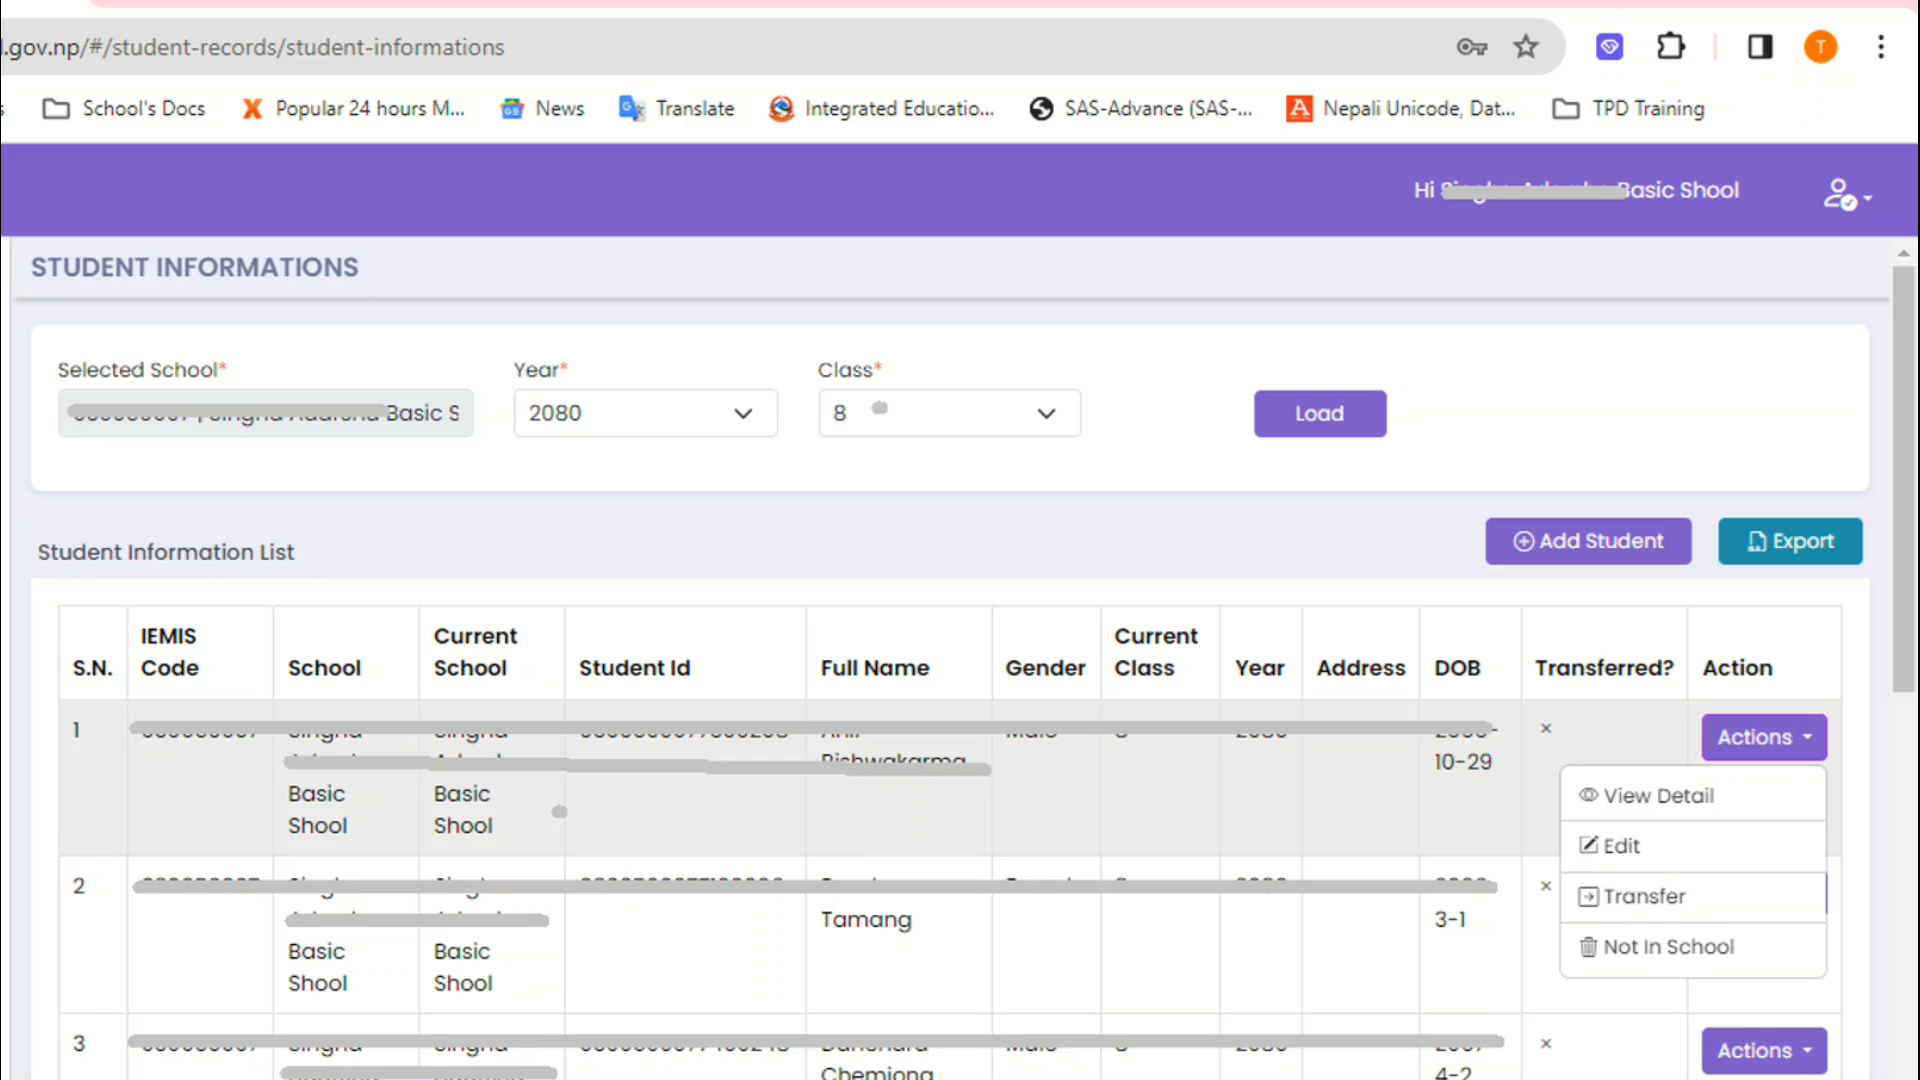 .gov.np/#/student-records/student-informations
School's Docs Popular 24 hours M... News Translate Integrated Educatio... SAS-Advance (SAS-... Nepali Unicode, Dat... TPD Training
T
Hi Basic Shool
STUDENT INFORMATIONS
Selected School* Year* Class*
Basic S 2080 8 Load
Student Information List Add Student Export
S.N. IEMIS Code School Current School Student Id Full Name Gender Current Class Year Address DOB Transferred? Action
1 × Actions
10-29
Basic Basic
Shool Shool
View Detail
Edit
Transfer
Not In School
2 ×
Tamang 3-1
Basic Basic
Shool Shool
3 × Actions
Chemjong 4-2